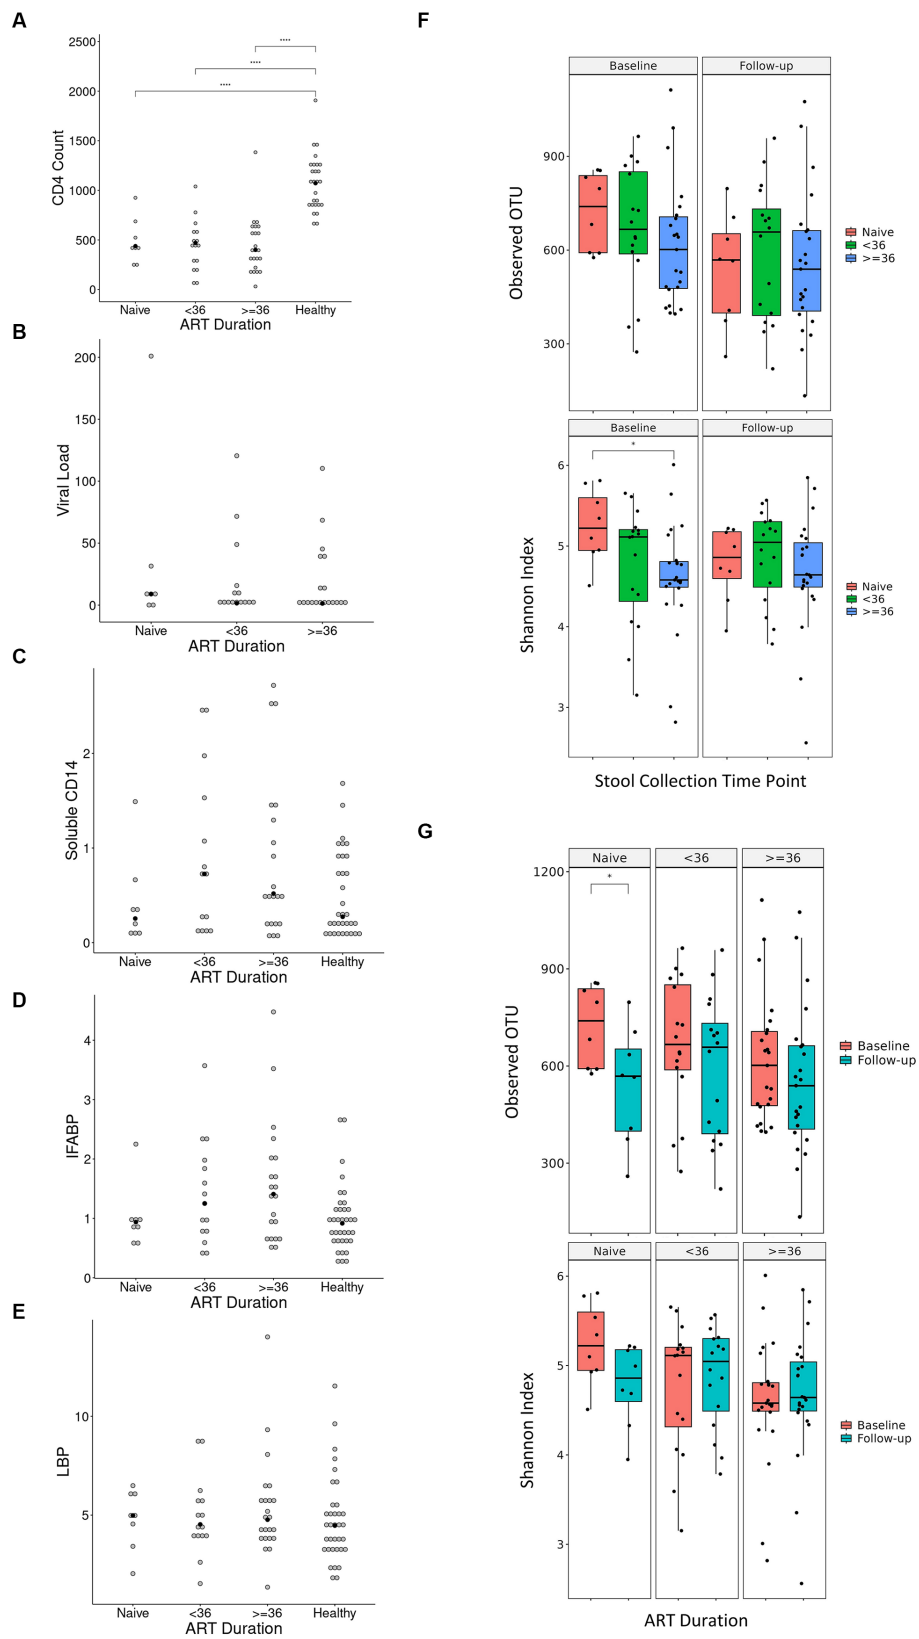 A
2500
2000
1500
1000
500
0
CD4 Count
****
****
****
Naive <36 >=36 Healthy
ART Duration
B
200
150
100
50
0
Viral Load
Naive <36 >=36
ART Duration
C
2
1
0
Soluble CD14
Naive <36 >=36 Healthy
ART Duration
D
4
3
2
1
0
IFABP
Naive <36 >=36 Healthy
ART Duration
E
10
5
LBP
Naive <36 >=36 Healthy
ART Duration
F
Baseline Follow-up
900
600
300
Observed OTU
Naive
<36
>=36
Baseline Follow-up
*
6
5
4
3
Shannon Index
Naive
<36
>=36
Stool Collection Time Point
G
Naive <36 >=36
*
1200
900
600
300
Observed OTU
Baseline
Follow-up
Naive <36 >=36
6
5
4
3
Shannon Index
Baseline
Follow-up
ART Duration